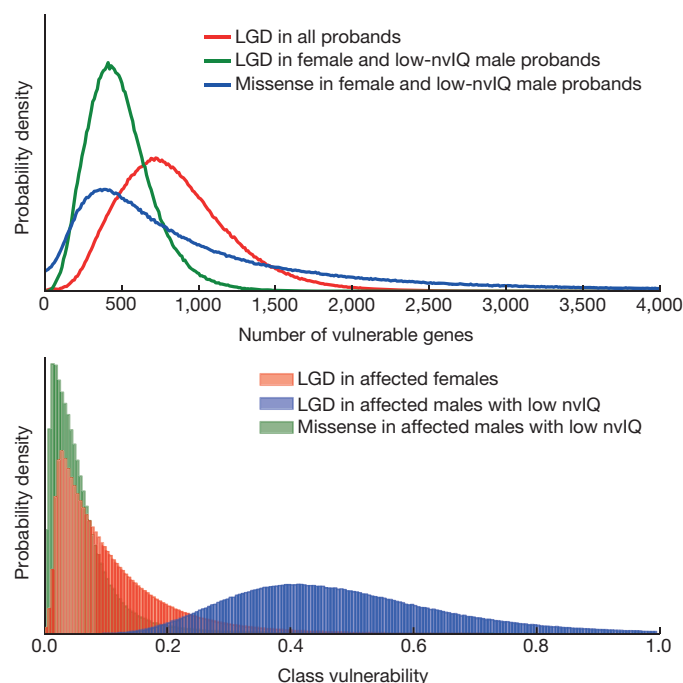 LGD in all probands
LGD in female and low-nvIQ male probands
Missense in female and low-nvIQ male probands
Probability density
0 500 1,000 1,500 2,000 2,500 3,000 3,500 4,000
Number of vulnerable genes
LGD in affected females
LGD in affected males with low nvIQ
Missense in affected males with low nvIQ
Probability density
0.0 0.2 0.4 0.6 0.8 1.0
Class vulnerability